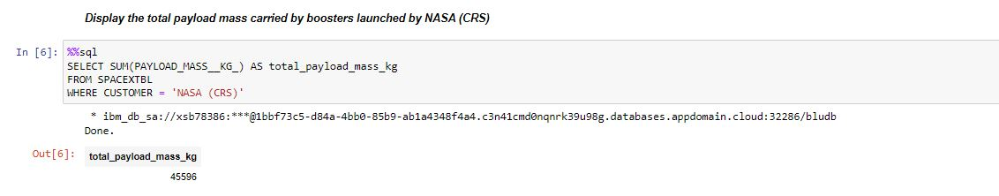 Display the total payload mass carried by boosters launched by NASA (CRS)
In [6]: %%sql
SELECT SUM(PAYLOAD_MASS__KG_) AS total_payload_mass_kg
FROM SPACEXTBL
WHERE CUSTOMER = 'NASA (CRS)'
* ibm_db_sa://xsb78386:***@1bbf73c5-d84a-4bb0-85b9-ab1a4348f4a4.c3n41cmd0nqnrk39u98g.databases.appdomain.cloud:32286/bludb
Done.
Out[6]: total_payload_mass_kg
45596